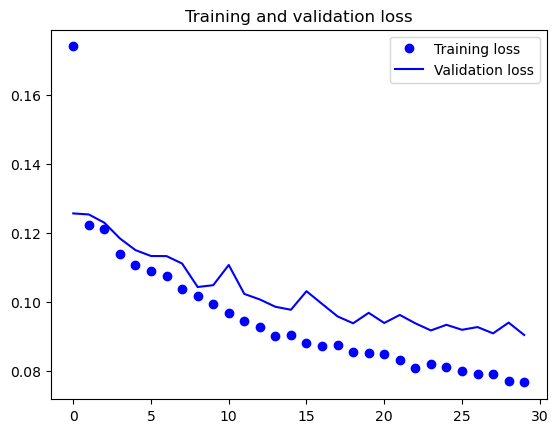 Training and validation loss
Training loss
Validation loss
0.16
0.14
0.12
0.10
0.08
0 5 10 15 20 25 30